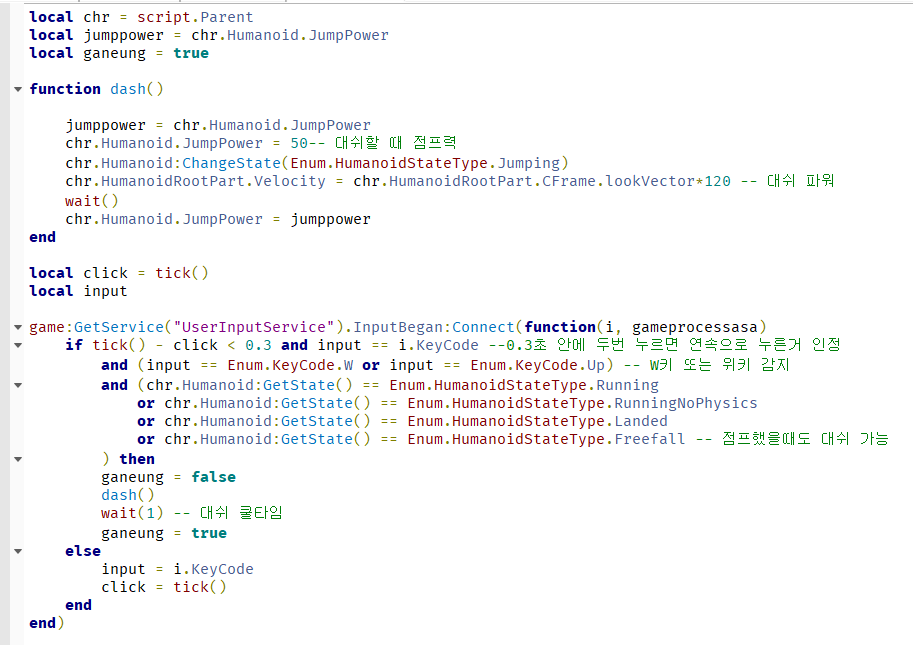 local chr = script.Parent
local jumppower = chr.Humanoid.JumpPower
local ganeung = true
function dash()
jumppower = chr.Humanoid.JumpPower
chr.Humanoid.JumpPower = 50-- 대쉬할 때 점프력
chr.Humanoid:ChangeState(Enum.HumanoidStateType.Jumping)
chr.HumanoidRootPart.Velocity = chr.HumanoidRootPart.CFrame.lookVector*120 -- 대쉬 파워
wait()
chr.Humanoid.JumpPower = jumppower
end
local click = tick()
local input
game:GetService("UserInputService").InputBegan:Connect(function(i, gameprocessasa)
if tick() - click < 0.3 and input == i.KeyCode --0.3초 안에 두번 누르면 연속으로 누른거 인정
and (input == Enum.KeyCode.W or input == Enum.KeyCode.Up) -- W키 또는 위키 감지
and (chr.Humanoid:GetState() == Enum.HumanoidStateType.Running
or chr.Humanoid:GetState() == Enum.HumanoidStateType.RunningNoPhysics
or chr.Humanoid:GetState() == Enum.HumanoidStateType.Landed
or chr.Humanoid:GetState() == Enum.HumanoidStateType.Freefall -- 점프했을때도 대쉬 가능
) then
ganeung = false
dash()
wait(1) -- 대쉬 쿨타임
ganeung = true
else
input = i.KeyCode
click = tick()
end
end)